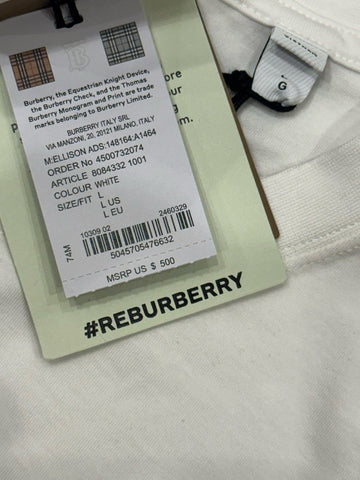 Burberry, the Equestrian Knight Device,
the Burberry Check, and the Thomas
Burberry Monogram and Print are trade
marks belonging to Burberry Limited.
BURBERRY ITALY SRL
VIA MANZONI, 20, 20121 MILANO, ITALY
M:ELLISON ADS:148164:A1464
ORDER No 4500732074
ARTICLE 8084332 1001
COLOUR WHITE
SIZE/FIT L
L US
L EU
74M
10309.02 2460329
5045705476632
MSRP US $ 500
#REBURBERRY
L
G